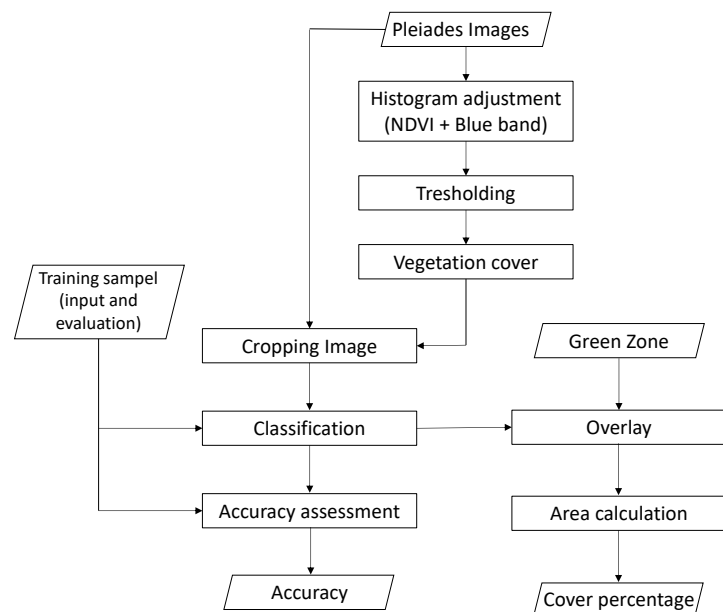 Pleiades Images
Histogram adjustment
(NDVI + Blue band)
Tresholding
Vegetation cover
Training sampel
(input and
evaluation)
Cropping Image
Green Zone
Classification
Overlay
Accuracy assessment
Area calculation
Accuracy
Cover percentage